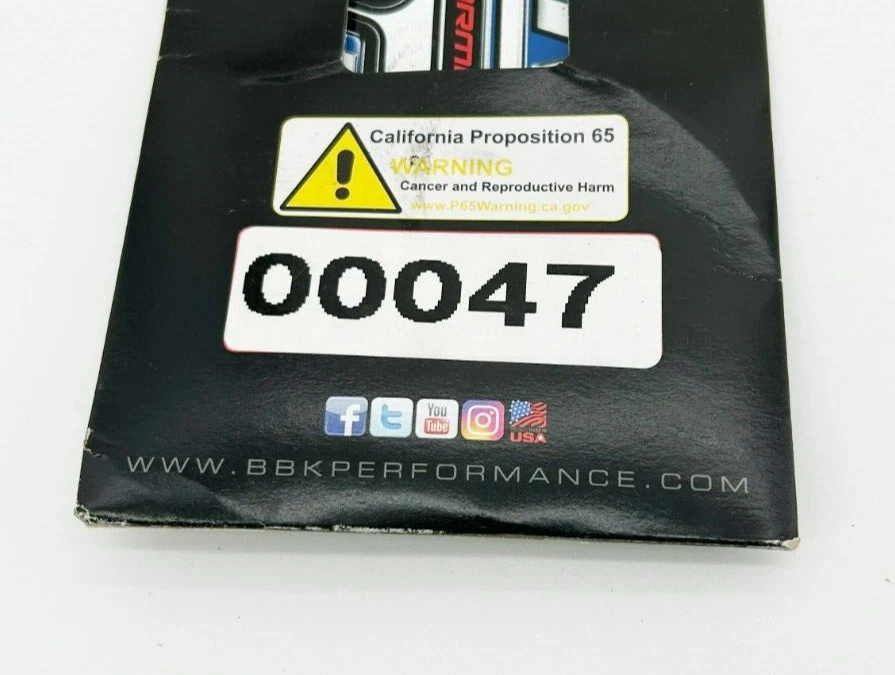 California Proposition 65
WARNING
Cancer and Reproductive Harm
www.P65Warning.ca.gov
00047
f t You Tube
USA
WWW.BBKPERFORMANCE.COM